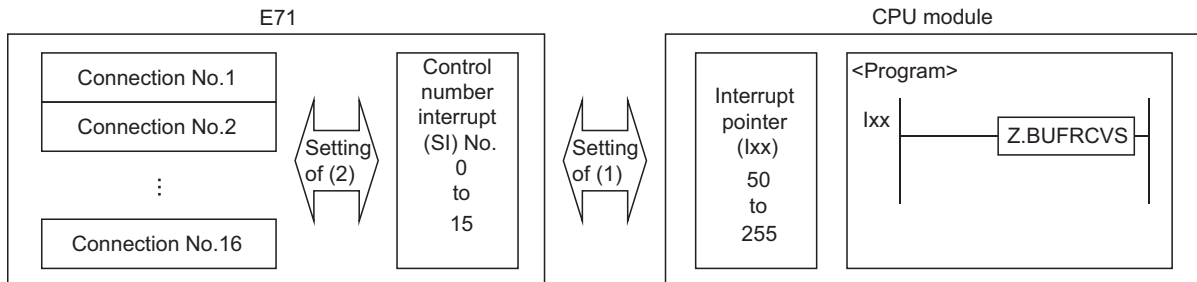 E71
Connection No.1
Connection No.2
⋮
Connection No.16
Setting
of (2)
Control
number
interrupt
(SI) No.
0
to
15
Setting
of (1)
CPU module
Interrupt
pointer
(Ixx)
50
to
255
<Program>
Ixx
Z.BUFRCVS